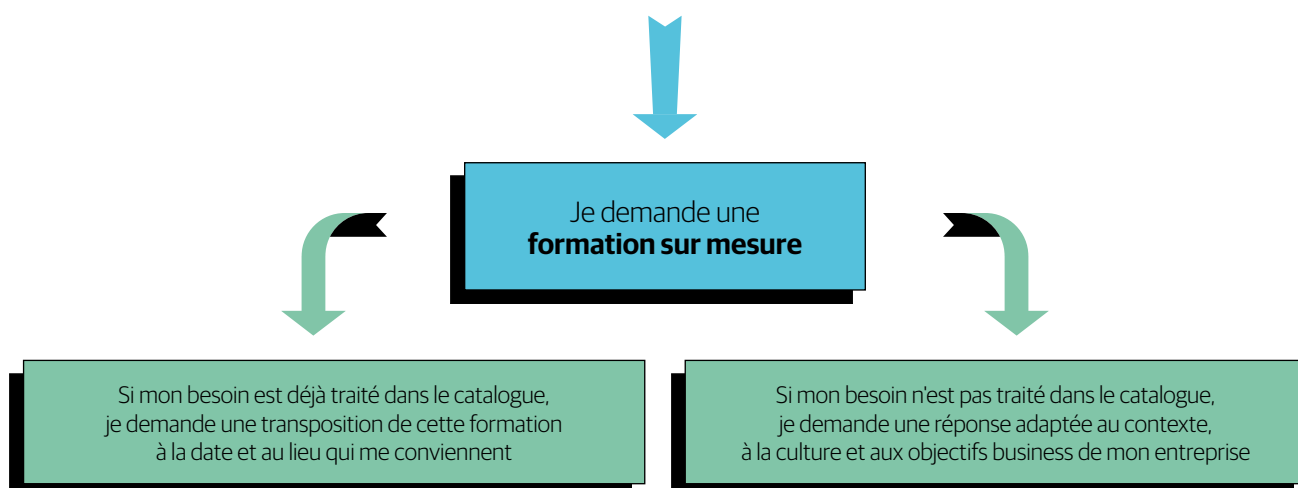 Je demande une
formation sur mesure
Si mon besoin est déjà traité dans le catalogue,
je demande une transposition de cette formation
à la date et au lieu qui me conviennent
Si mon besoin n'est pas traité dans le catalogue,
je demande une réponse adaptée au contexte,
à la culture et aux objectifs business de mon entreprise